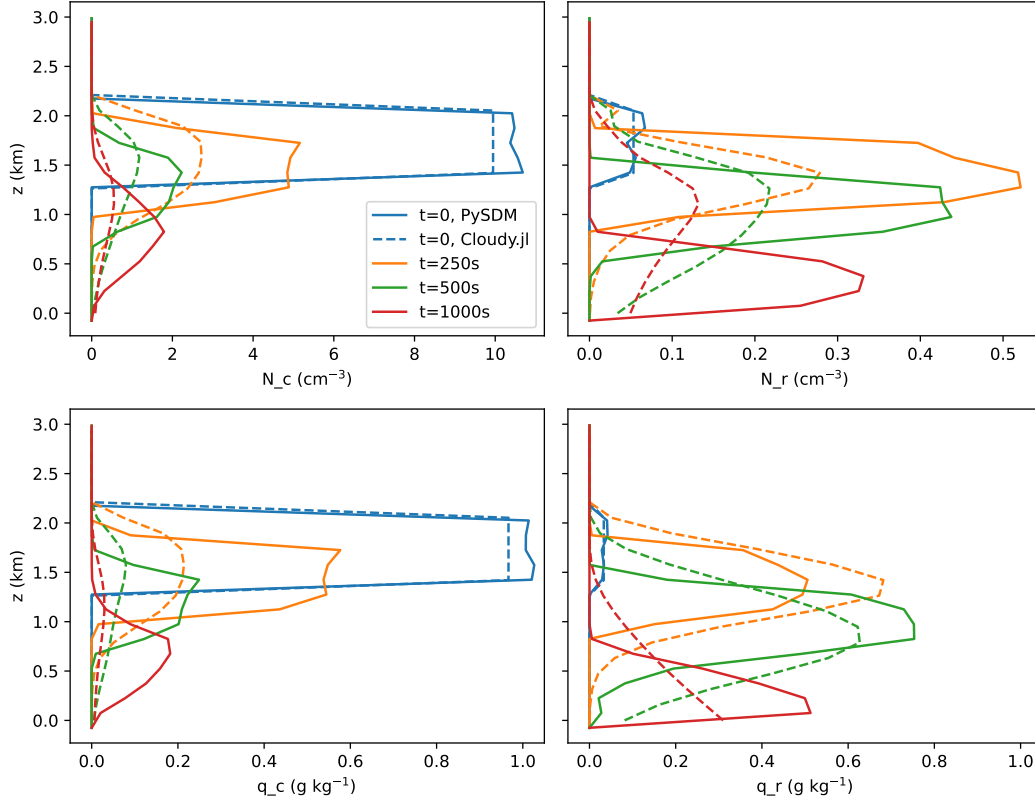 3.0
2.5
2.0
1.5
1.0
0.5
0.0
z (km)
0 2 4 6 8 10
N_c (cm⁻³)
t=0, PySDM
t=0, Cloudy.jl
t=250s
t=500s
t=1000s
0.0 0.1 0.2 0.3 0.4 0.5
N_r (cm⁻³)
3.0
2.5
2.0
1.5
1.0
0.5
0.0
z (km)
0.0 0.2 0.4 0.6 0.8 1.0
q_c (g kg⁻¹)
0.0 0.2 0.4 0.6 0.8 1.0
q_r (g kg⁻¹)